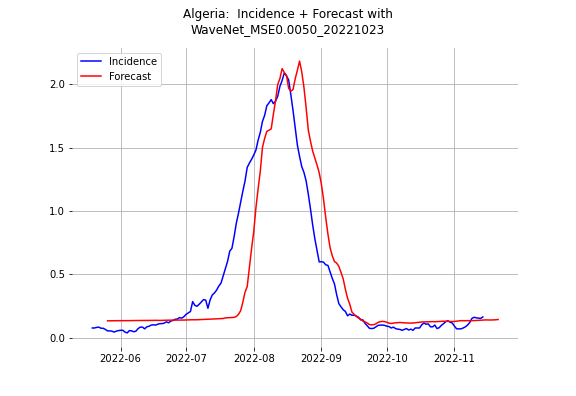 Algeria:  Incidence + Forecast with
WaveNet_MSE0.0050_20221023
Incidence
Forecast
2.0
1.5
1.0
0.5
0.0
2022-06 2022-07 2022-08 2022-09 2022-10 2022-11